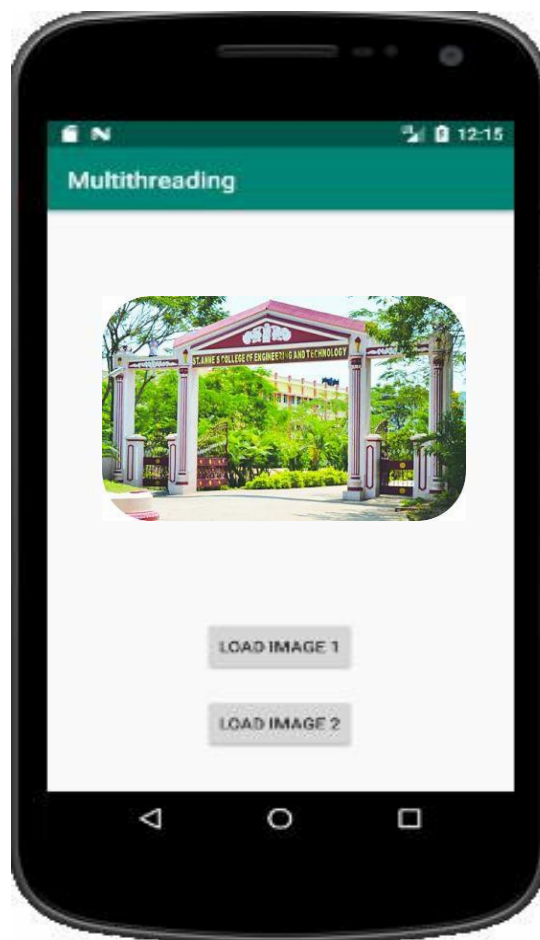 12:15
Multithreading
ST. ANNE'S COLLEGE OF ENGINEERING AND TECHNOLOGY
LOAD IMAGE 1
LOAD IMAGE 2